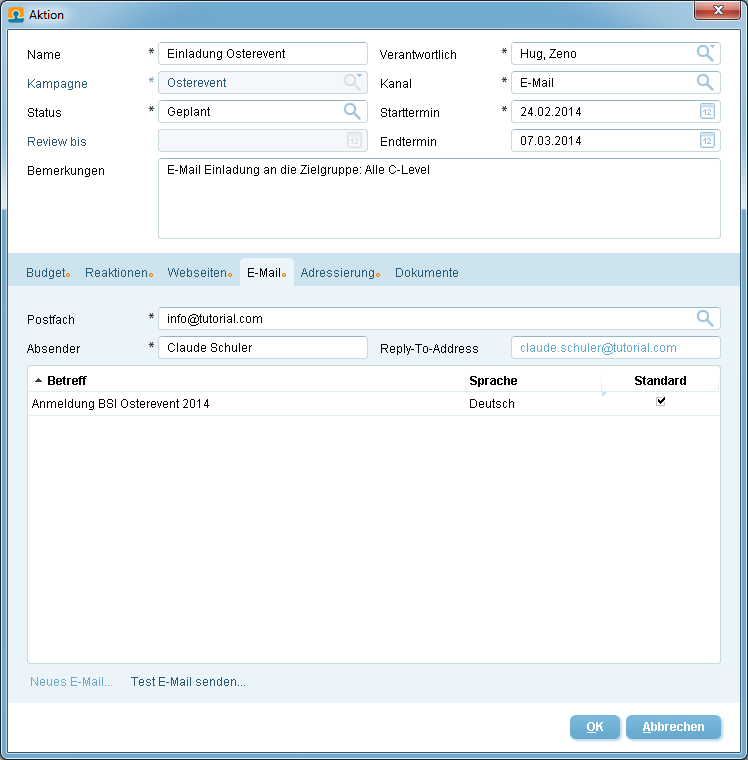 Aktion
Name * Einladung Osterevent Verantwortlich * Hug, Zeno
Kampagne * Osterevent Kanal * E-Mail
Status * Geplant Starttermin * 24.02.2014 12
Review bis 12 Endtermin 07.03.2014 12
Bemerkungen E-Mail Einladung an die Zielgruppe: Alle C-Level
Budget Reaktionen Webseiten E-Mail Adressierung Dokumente
Postfach * info@tutorial.com
Absender * Claude Schuler Reply-To-Address claude.schuler@tutorial.com
Betreff Sprache Standard
Anmeldung BSI Osterevent 2014 Deutsch
Neues E-Mail... Test E-Mail senden...
OK Abbrechen